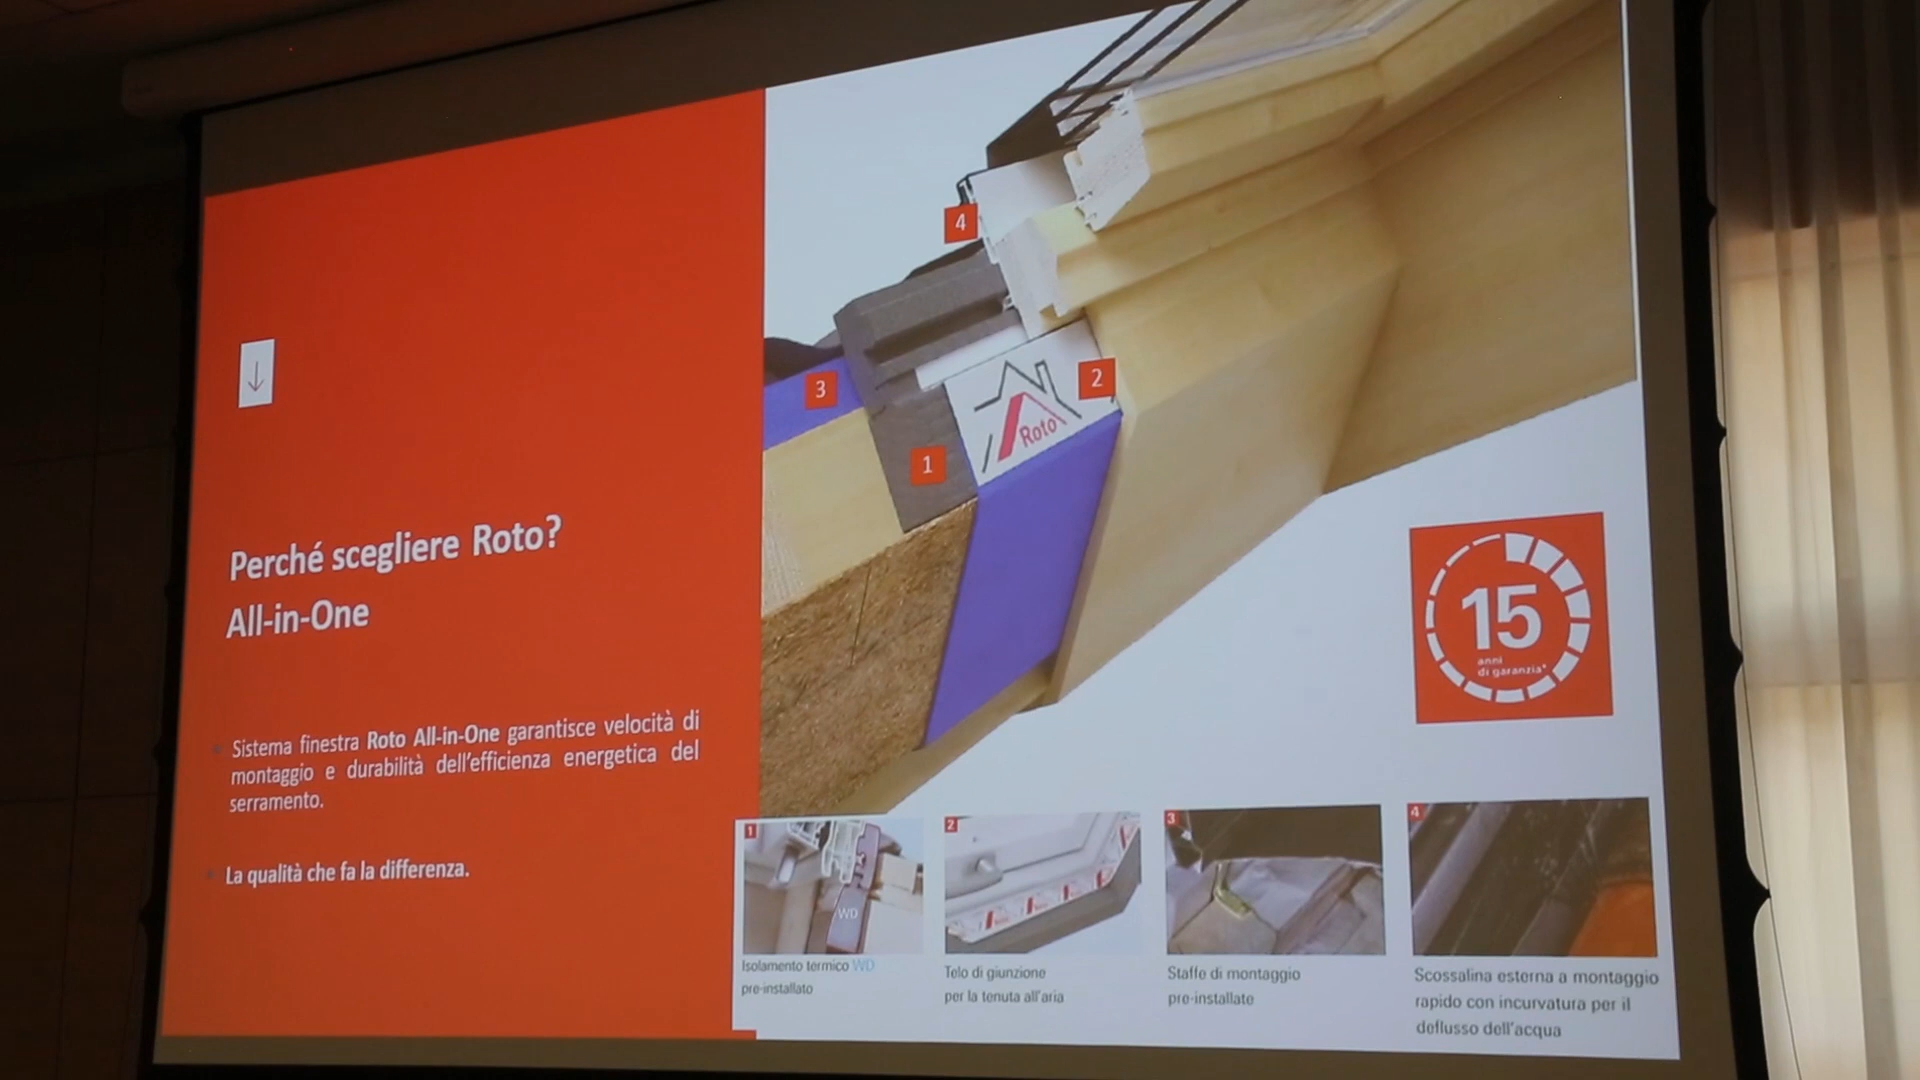 Perché scegliere Roto?
All-in-One
Sistema finestra Roto All-in-One garantisce velocità di
montaggio e durabilità dell'efficienza energetica del
serramento.
La qualità che fa la differenza.
4
3
2
1
Roto
15
anni
di garanzia*
1
WD
Isolamento termico WD
pre-installato
2
Telo di giunzione
per la tenuta all'aria
3
Staffe di montaggio
pre-installate
4
Scossalina esterna a montaggio
rapido con incurvatura per il
deflusso dell'acqua